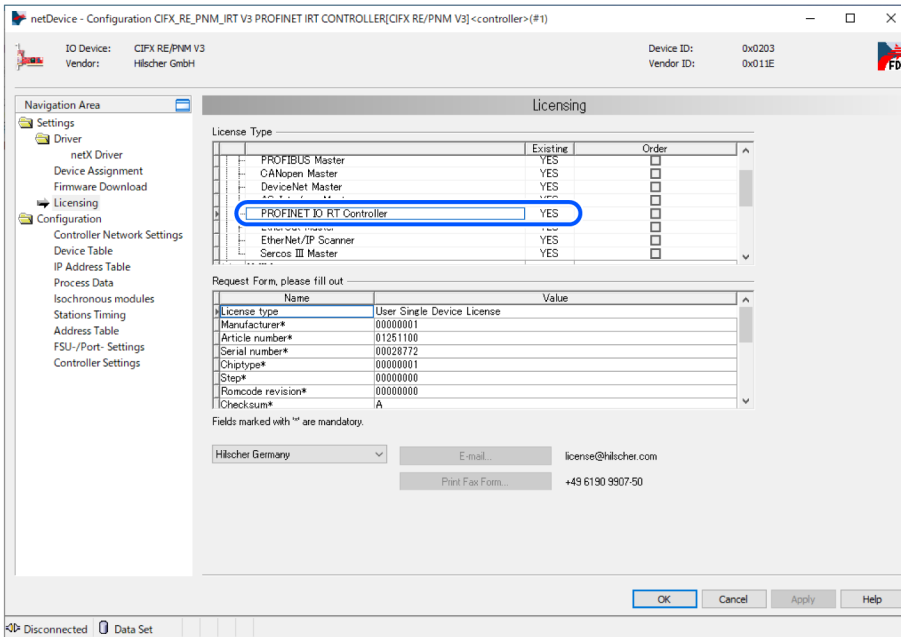 netDevice - Configuration CIFX_RE_PNM_IRT V3 PROFINET IRT CONTROLLER[CIFX RE/PNM V3]<controller>(#1)
IO Device: CIFX RE/PNM V3 Device ID: 0x0203
Vendor: Hilscher GmbH Vendor ID: 0x011E
FD
Navigation Area
Settings
Driver
netX Driver
Device Assignment
Firmware Download
Licensing
Configuration
Controller Network Settings
Device Table
IP Address Table
Process Data
Isochronous modules
Stations Timing
Address Table
FSU-/Port- Settings
Controller Settings
Licensing
License Type
Existing Order
PROFIBUS Master YES
CANopen Master YES
DeviceNet Master YES
YES
PROFINET IO RT Controller YES
YES
EtherNet/IP Scanner YES
Sercos III Master YES
Request Form, please fill out
Name Value
License type User Single Device License
Manufacturer* 00000001
Article number* 01251100
Serial number* 00028772
Chiptype* 00000001
Step* 00000000
Romcode revision* 00000000
Checksum* A
Fields marked with '*' are mandatory.
Hilscher Germany E-mail... license@hilscher.com
Print Fax Form... +49 6190 9907-50
OK Cancel Apply Help
Disconnected Data Set